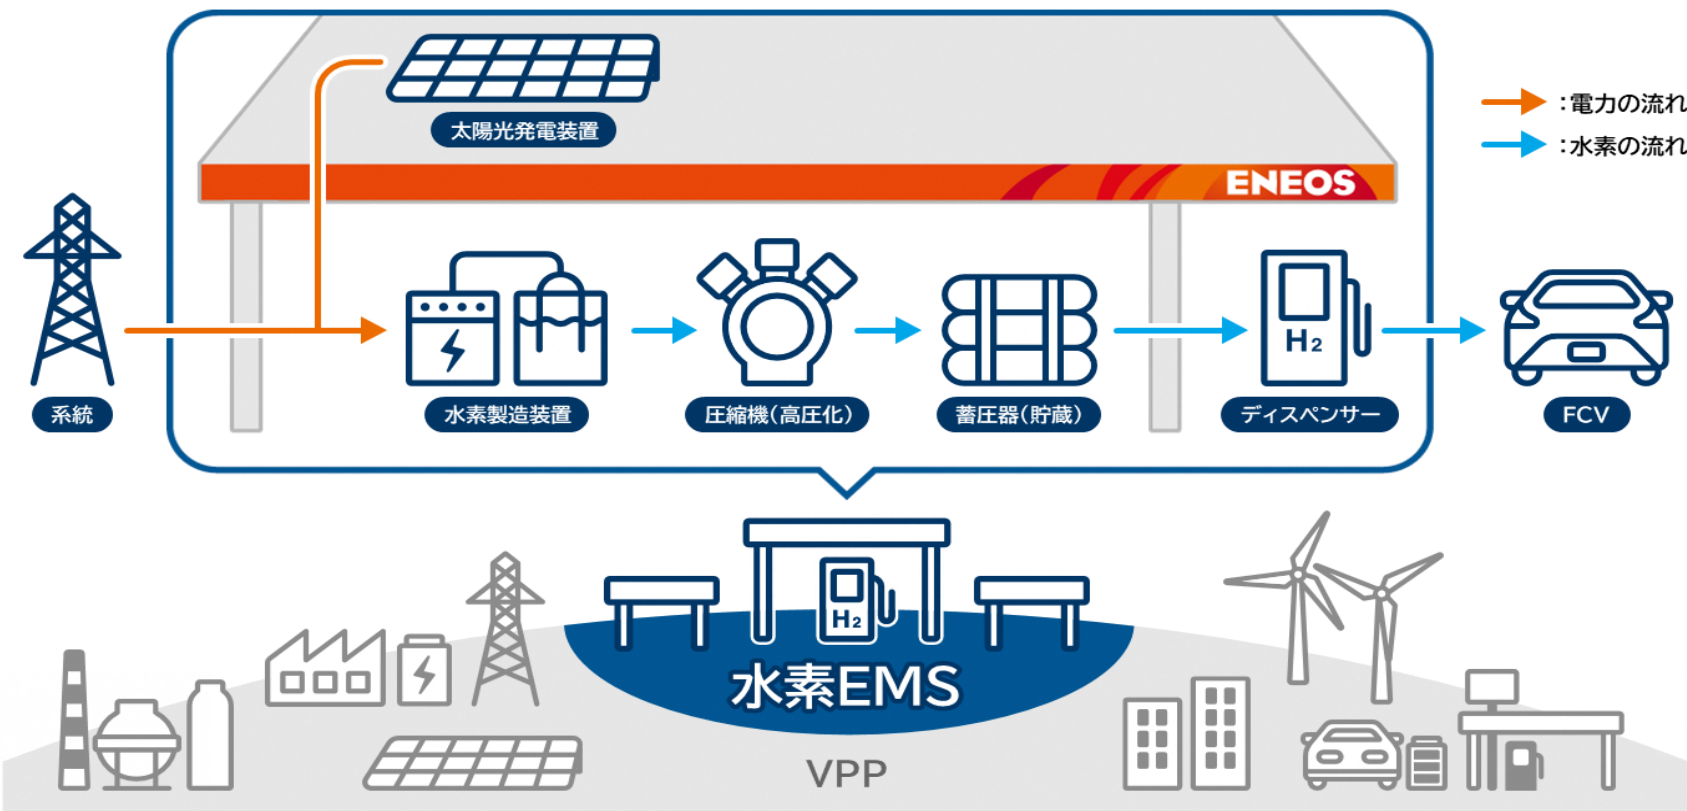 太陽光発電装置
:電力の流れ
:水素の流れ
ENEOS
H₂
系統
水素製造装置
圧縮機(高圧化)
蓄圧器(貯蔵)
ディスペンサー
FCV
H₂
水素EMS
VPP